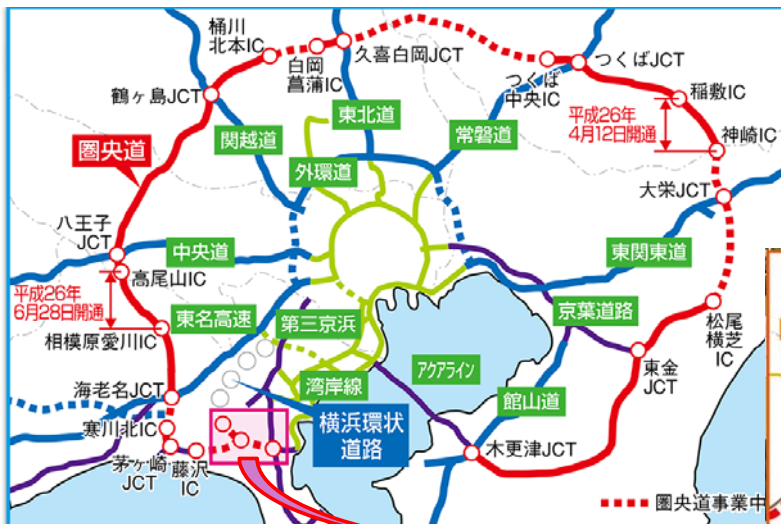 桶川
北本IC
白岡
菖蒲IC
久喜白岡JCT
つくば
中央IC
つくばJCT
稲敷IC
平成26年
4月12日開通
神崎IC
鶴ヶ島JCT
関越道
東北道
常磐道
外環道
圏央道
大栄JCT
八王子
JCT
中央道
東関東道
高尾山IC
平成26年
6月28日開通
東名高速
第三京浜
京葉道路
松尾
横芝
IC
相模原愛川IC
東金
JCT
アクアライン
海老名JCT
湾岸線
館山道
寒川北IC
横浜環状
道路
木更津JCT
茅ヶ崎
JCT
藤沢
IC
圏央道事業中